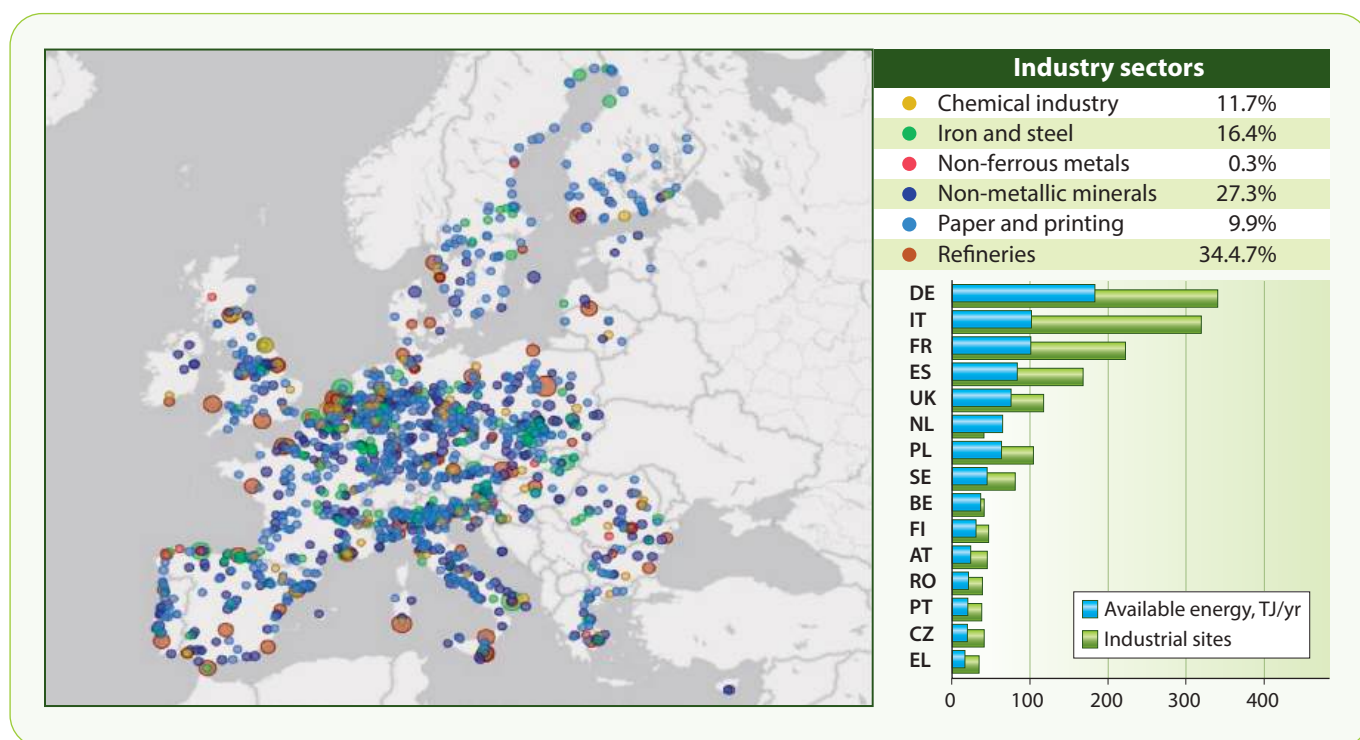 Industry sectors
Chemical industry 11.7%
Iron and steel 16.4%
Non-ferrous metals 0.3%
Non-metallic minerals 27.3%
Paper and printing 9.9%
Refineries 34.4.7%
DE
IT
FR
ES
UK
NL
PL
SE
BE
FI
AT
RO
PT
CZ
EL
Available energy, TJ/yr
Industrial sites
0 100 200 300 400